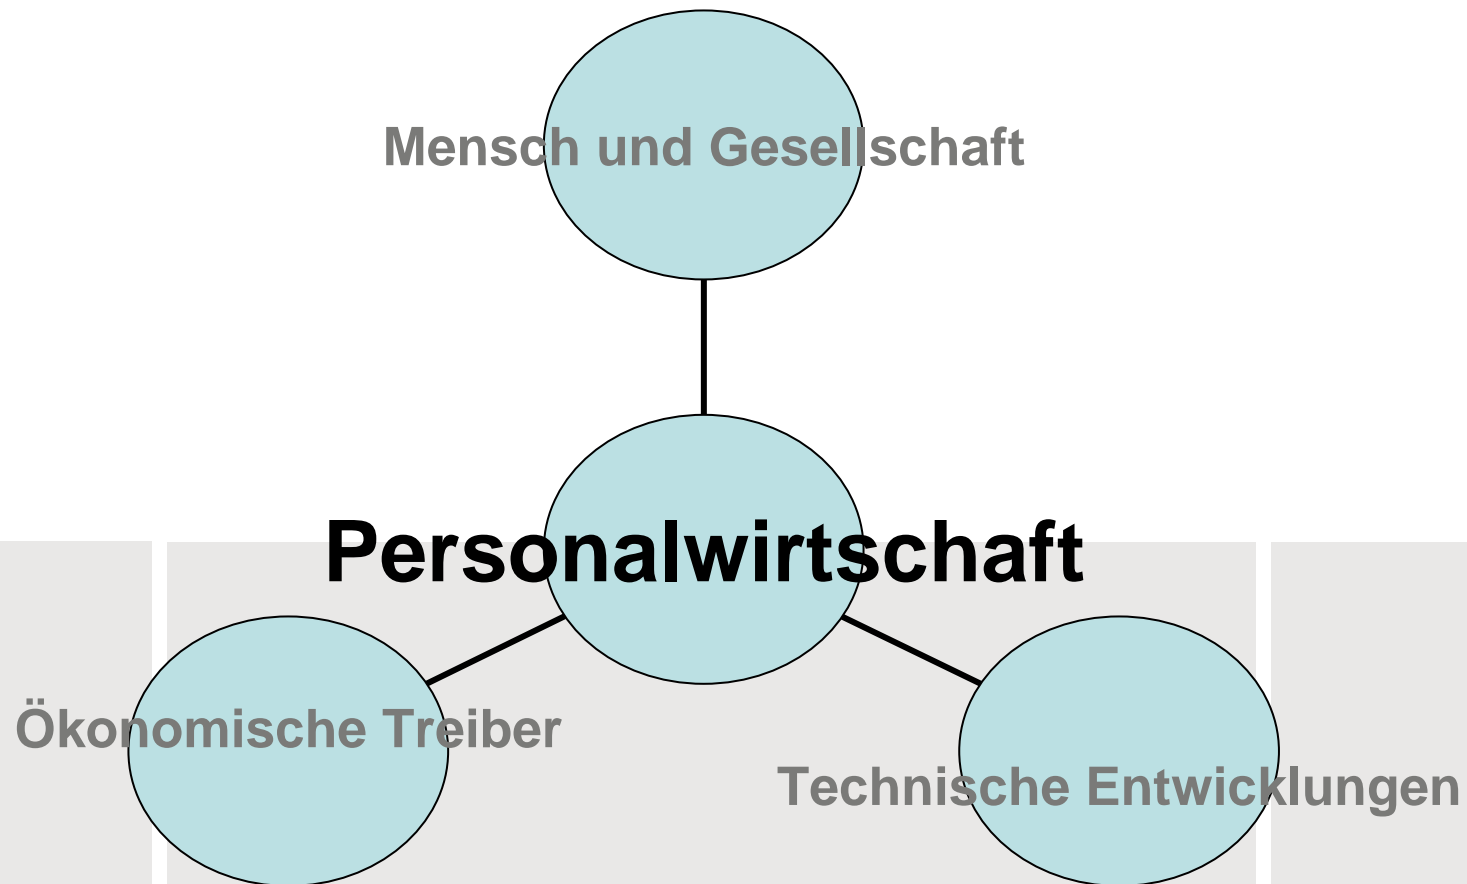 Mensch und Gesellschaft
Personalwirtschaft
Ökonomische Treiber
Technische Entwicklungen